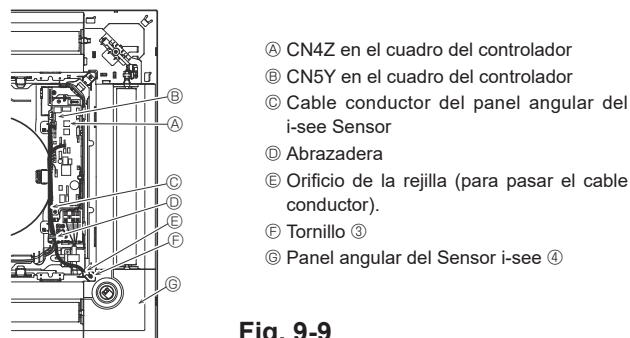 Ⓑ
Ⓐ
Ⓒ
Ⓓ
Ⓔ
Ⓕ
Ⓖ
Ⓐ CN4Z en el cuadro del controlador
Ⓑ CN5Y en el cuadro del controlador
Ⓒ Cable conductor del panel angular del
i-see Sensor
Ⓓ Abrazadera
Ⓔ Orificio de la rejilla (para pasar el cable
conductor).
Ⓕ Tornillo ③
Ⓖ Panel angular del Sensor i-see ④
Fig. 9-9